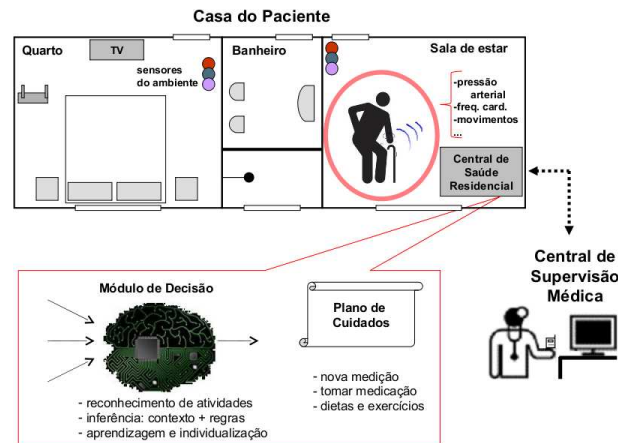 Casa do Paciente
Quarto
TV
sensores
do ambiente
Banheiro
Sala de estar
-pressão
arterial
-freq. card.
-movimentos
...
Central de
Saúde
Residencial
Central de
Supervisão
Médica
Módulo de Decisão
- reconhecimento de atividades
- inferência: contexto + regras
- aprendizagem e individualização
Plano de
Cuidados
- nova medição
- tomar medicação
- dietas e exercícios